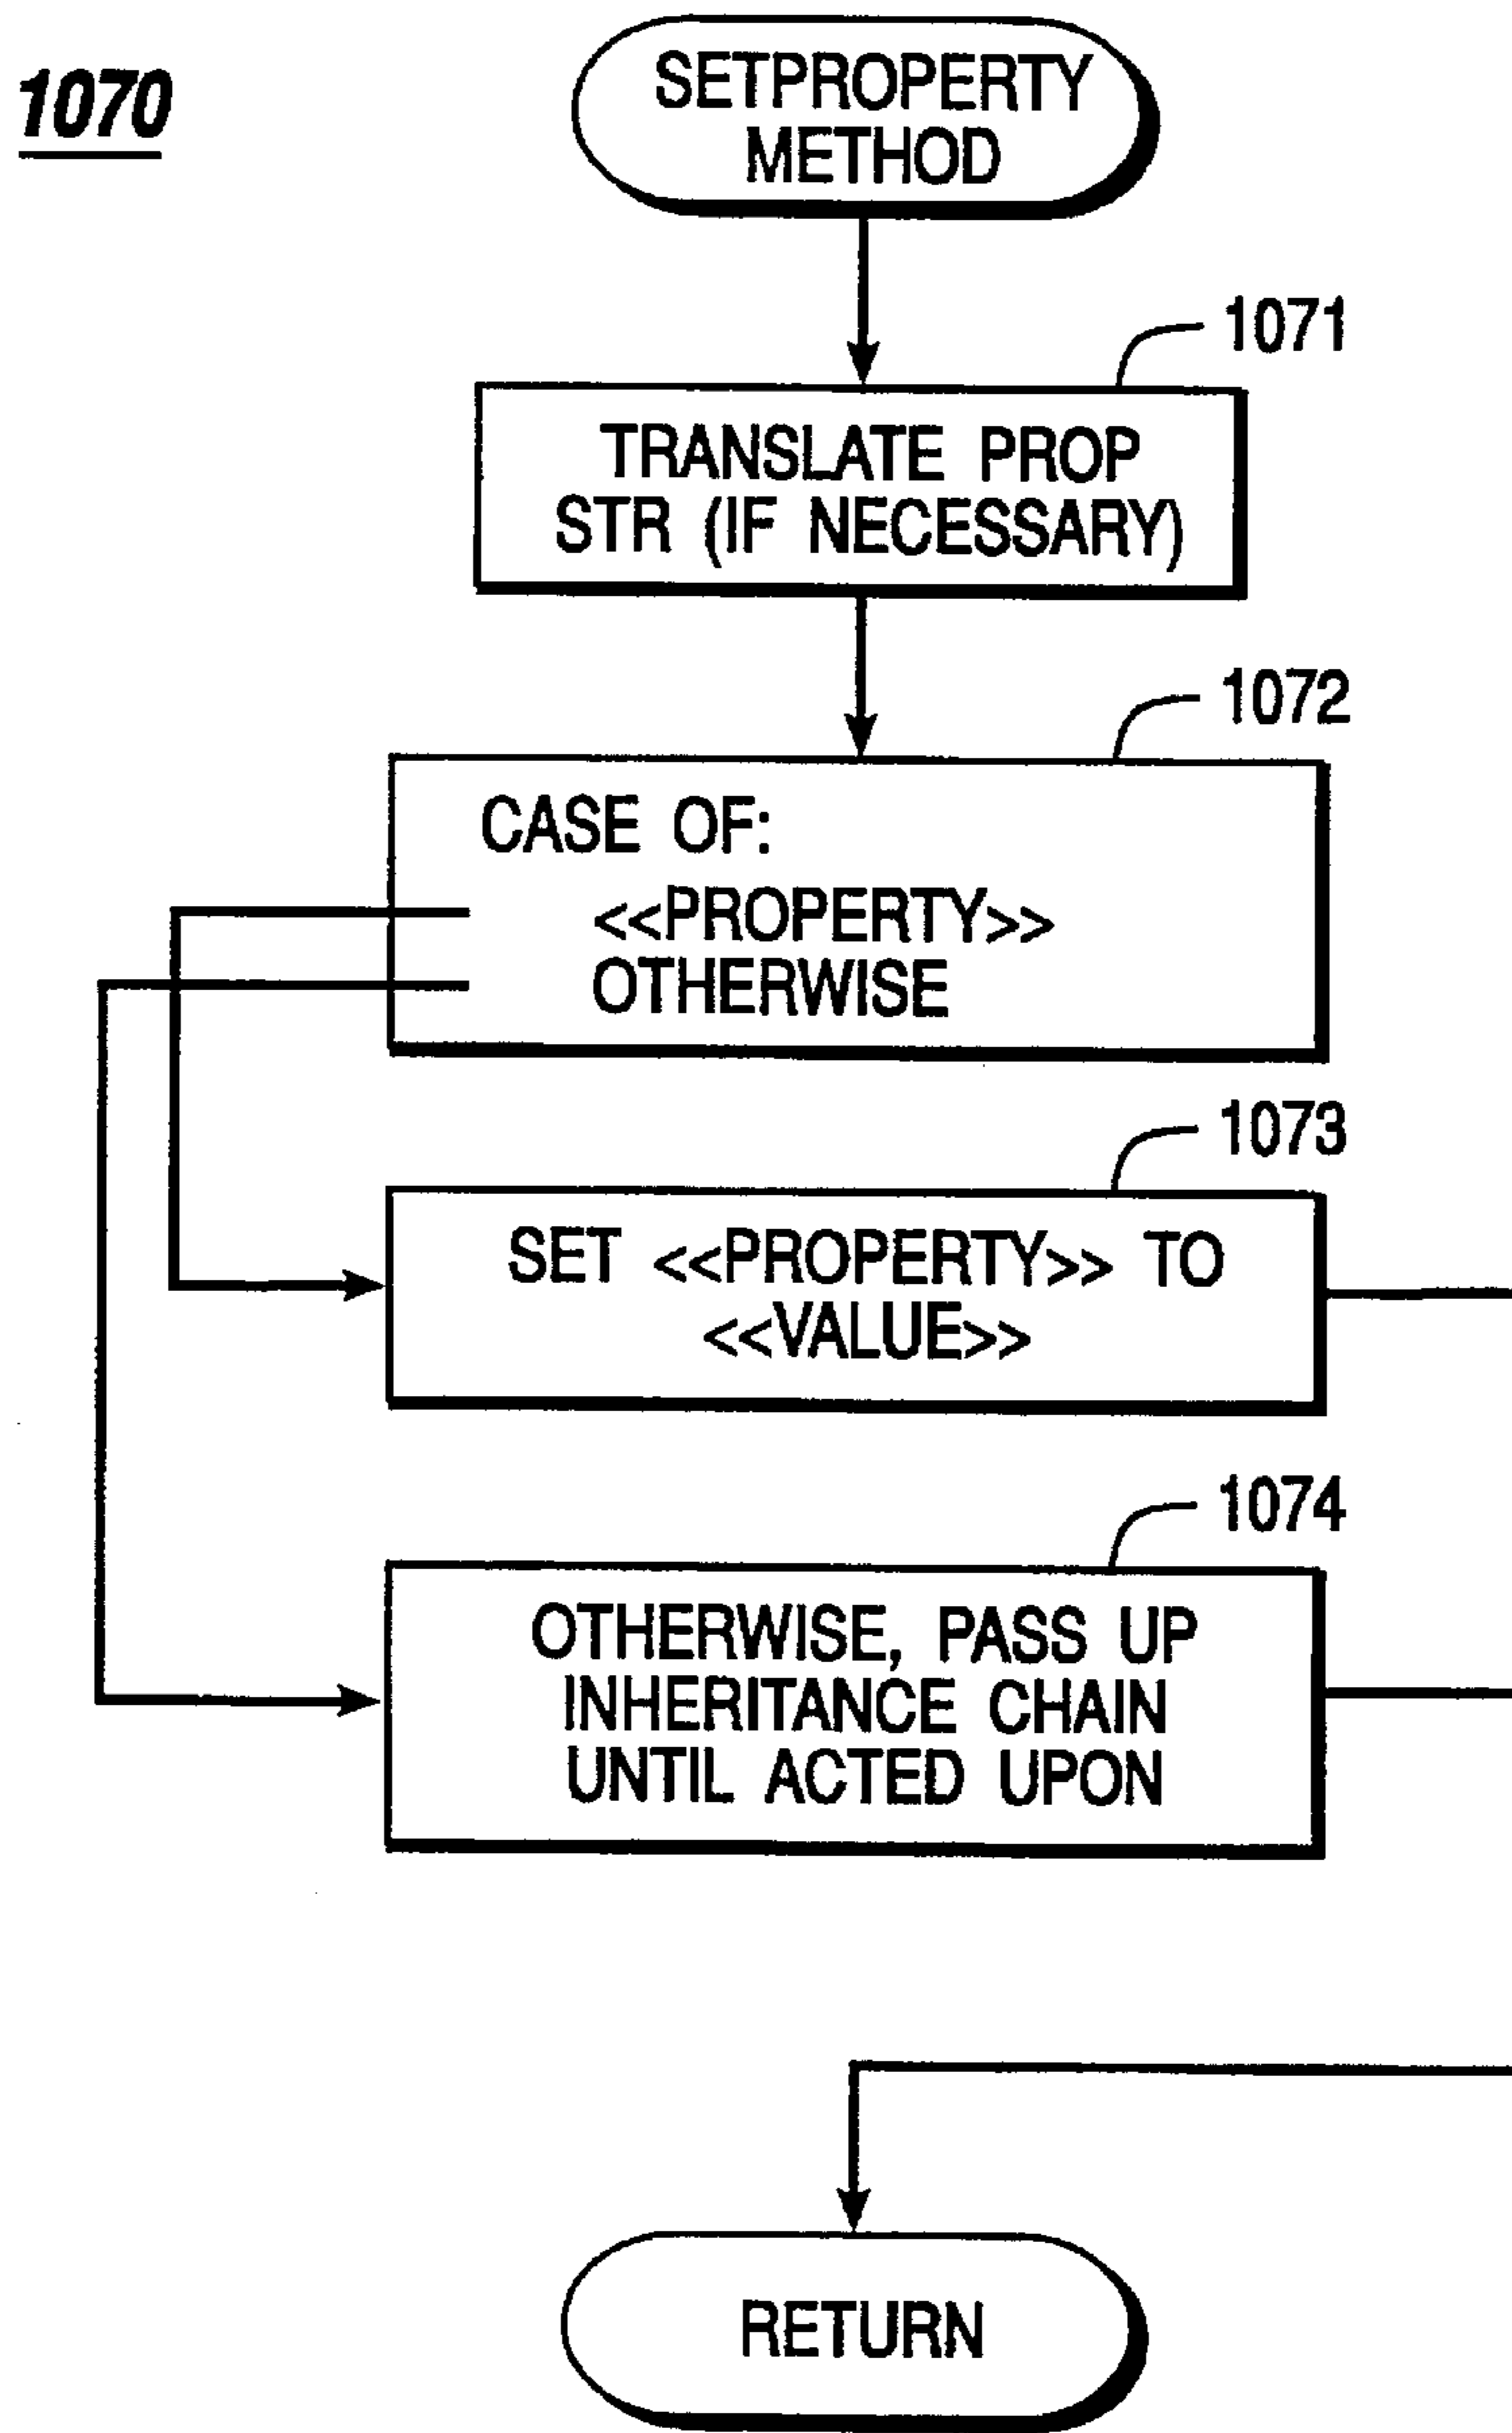 1070
SETPROPERTY
METHOD
1071
TRANSLATE PROP
STR (IF NECESSARY)
1072
CASE OF:
<<PROPERTY>>
OTHERWISE
1073
SET <<PROPERTY>> TO
<<VALUE>>
1074
OTHERWISE, PASS UP
INHERITANCE CHAIN
UNTIL ACTED UPON
RETURN